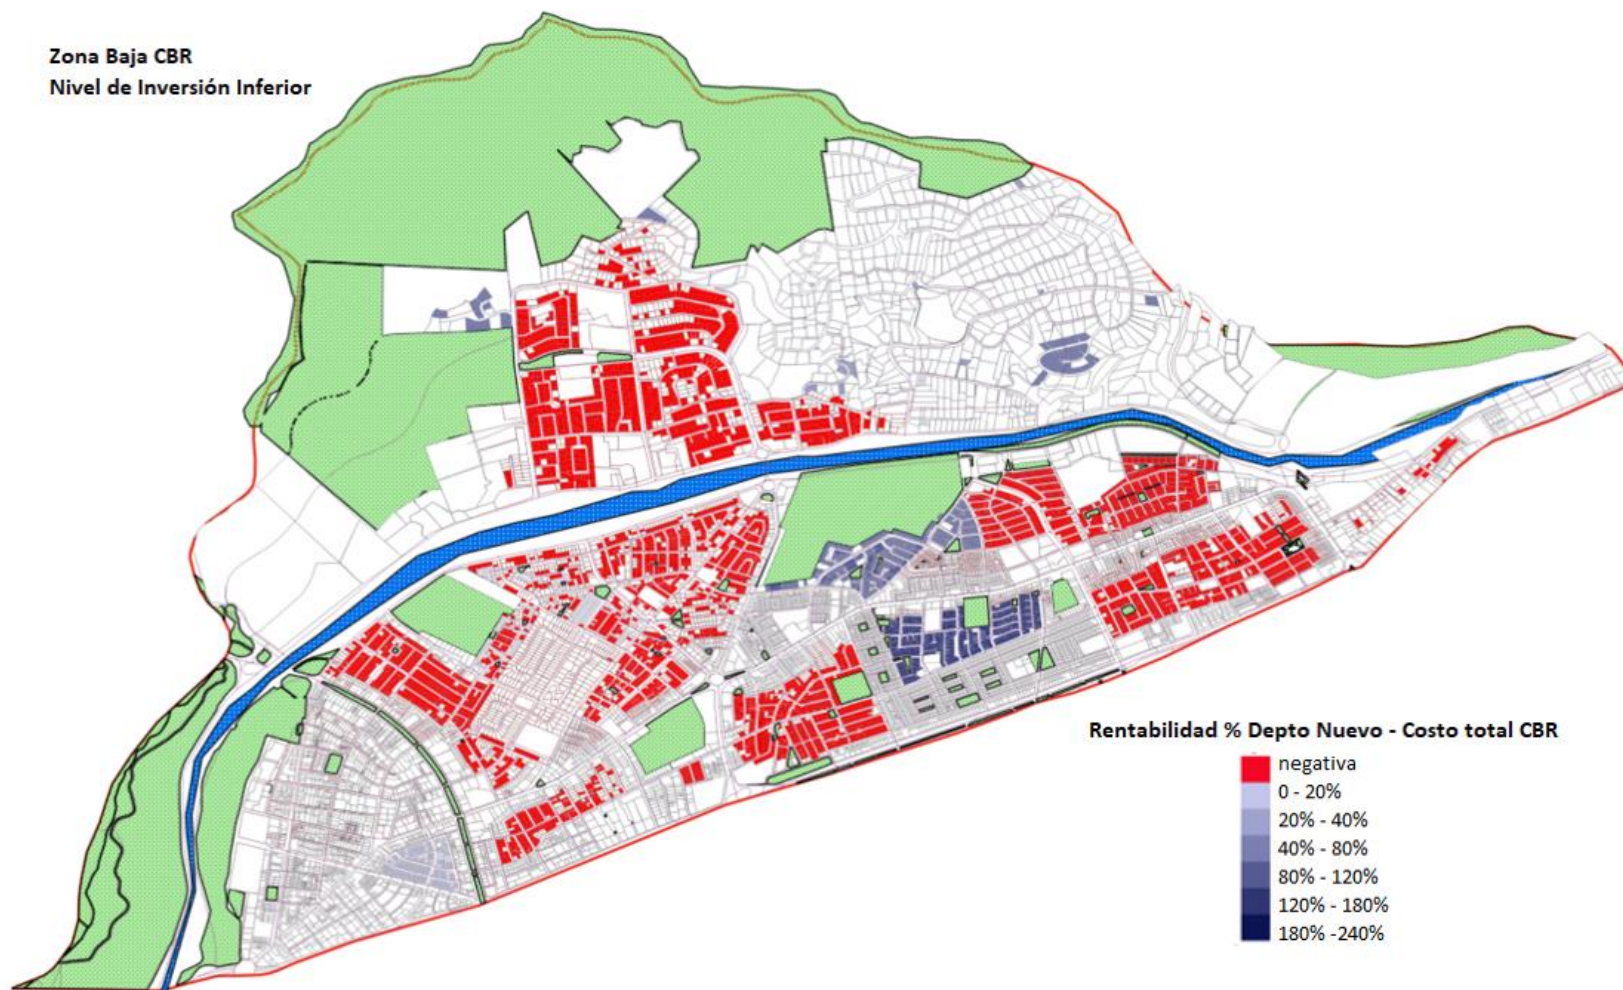 Zona Baja CBR
Nivel de Inversión Inferior
Rentabilidad % Depto Nuevo - Costo total CBR
negativa
0 - 20%
20% - 40%
40% - 80%
80% - 120%
120% - 180%
180% -240%